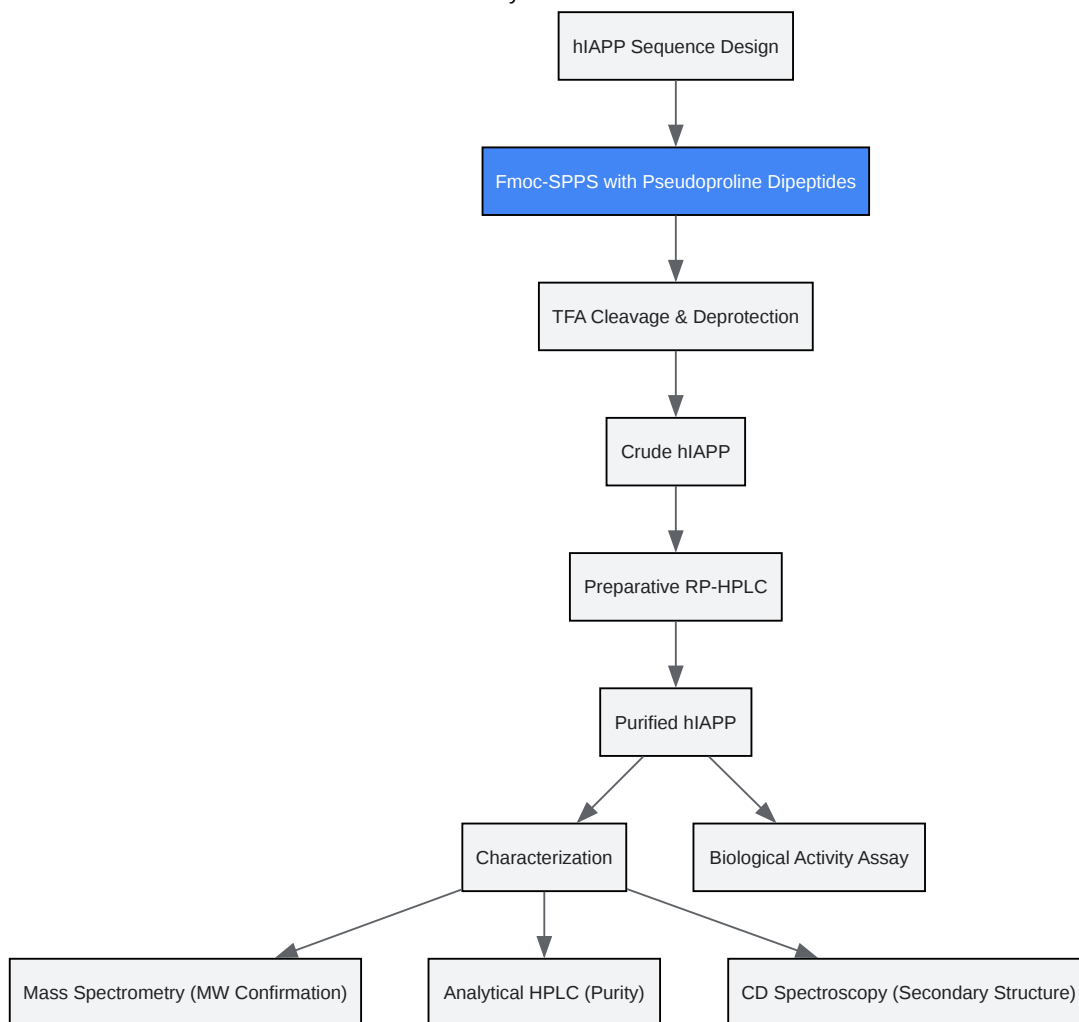 hIAPP Sequence Design
Fmoc-SPPS with Pseudoproline Dipeptides
TFA Cleavage & Deprotection
Crude hIAPP
Preparative RP-HPLC
Purified hIAPP
Characterization
Biological Activity Assay
Mass Spectrometry (MW Confirmation)
Analytical HPLC (Purity)
CD Spectroscopy (Secondary Structure)